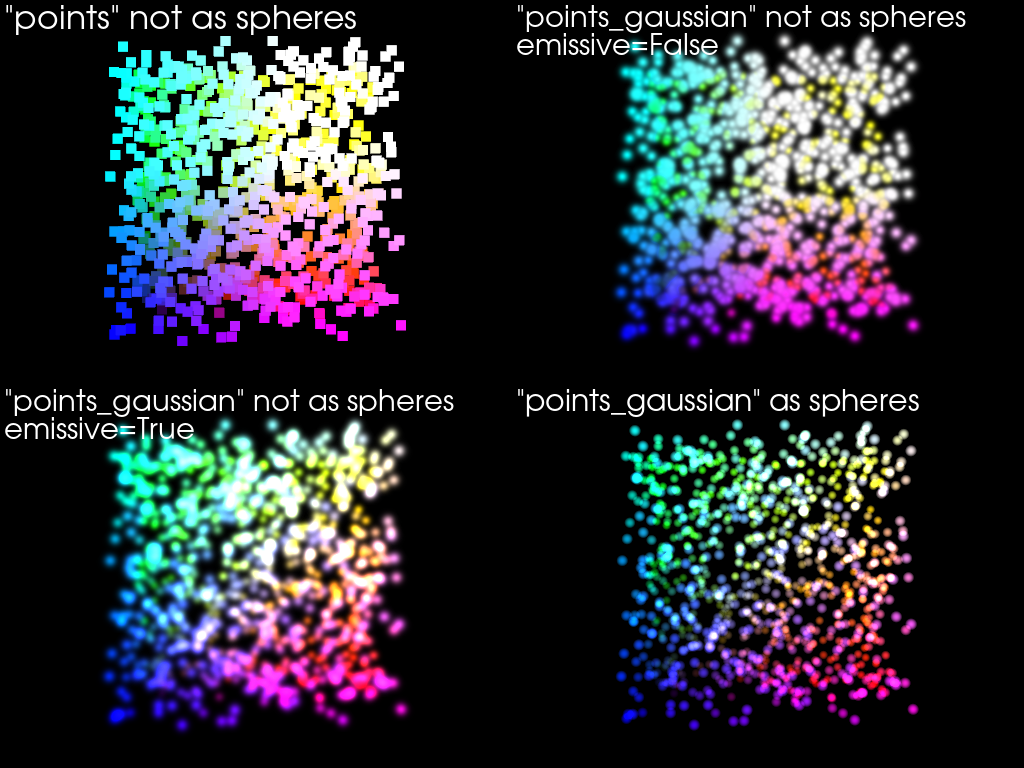 "points" not as spheres
"points_gaussian" not as spheres
emissive=False
"points_gaussian" not as spheres
emissive=True
"points_gaussian" as spheres